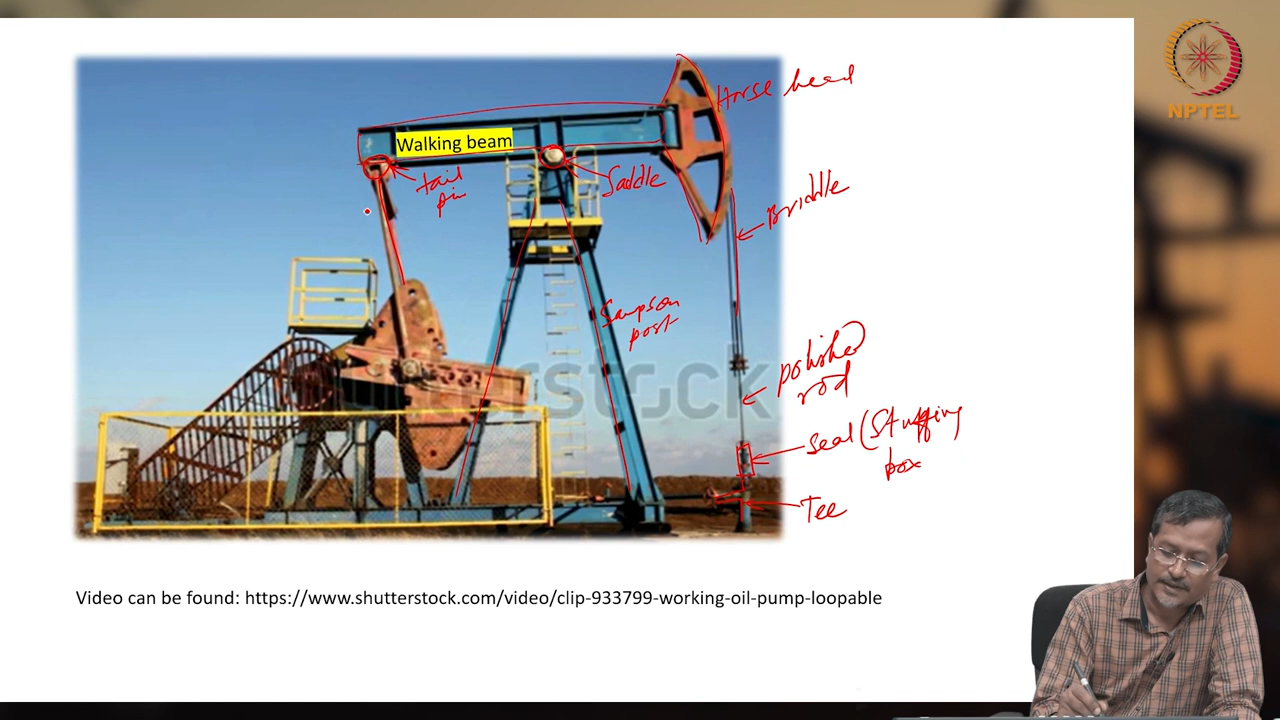 NPTEL
Horse head
Walking beam
tail
pin
Saddle
Briddle
Sampson
post
polished
rod
seal (Stuffing
box
Tee
Video can be found: https://www.shutterstock.com/video/clip-933799-working-oil-pump-loopable